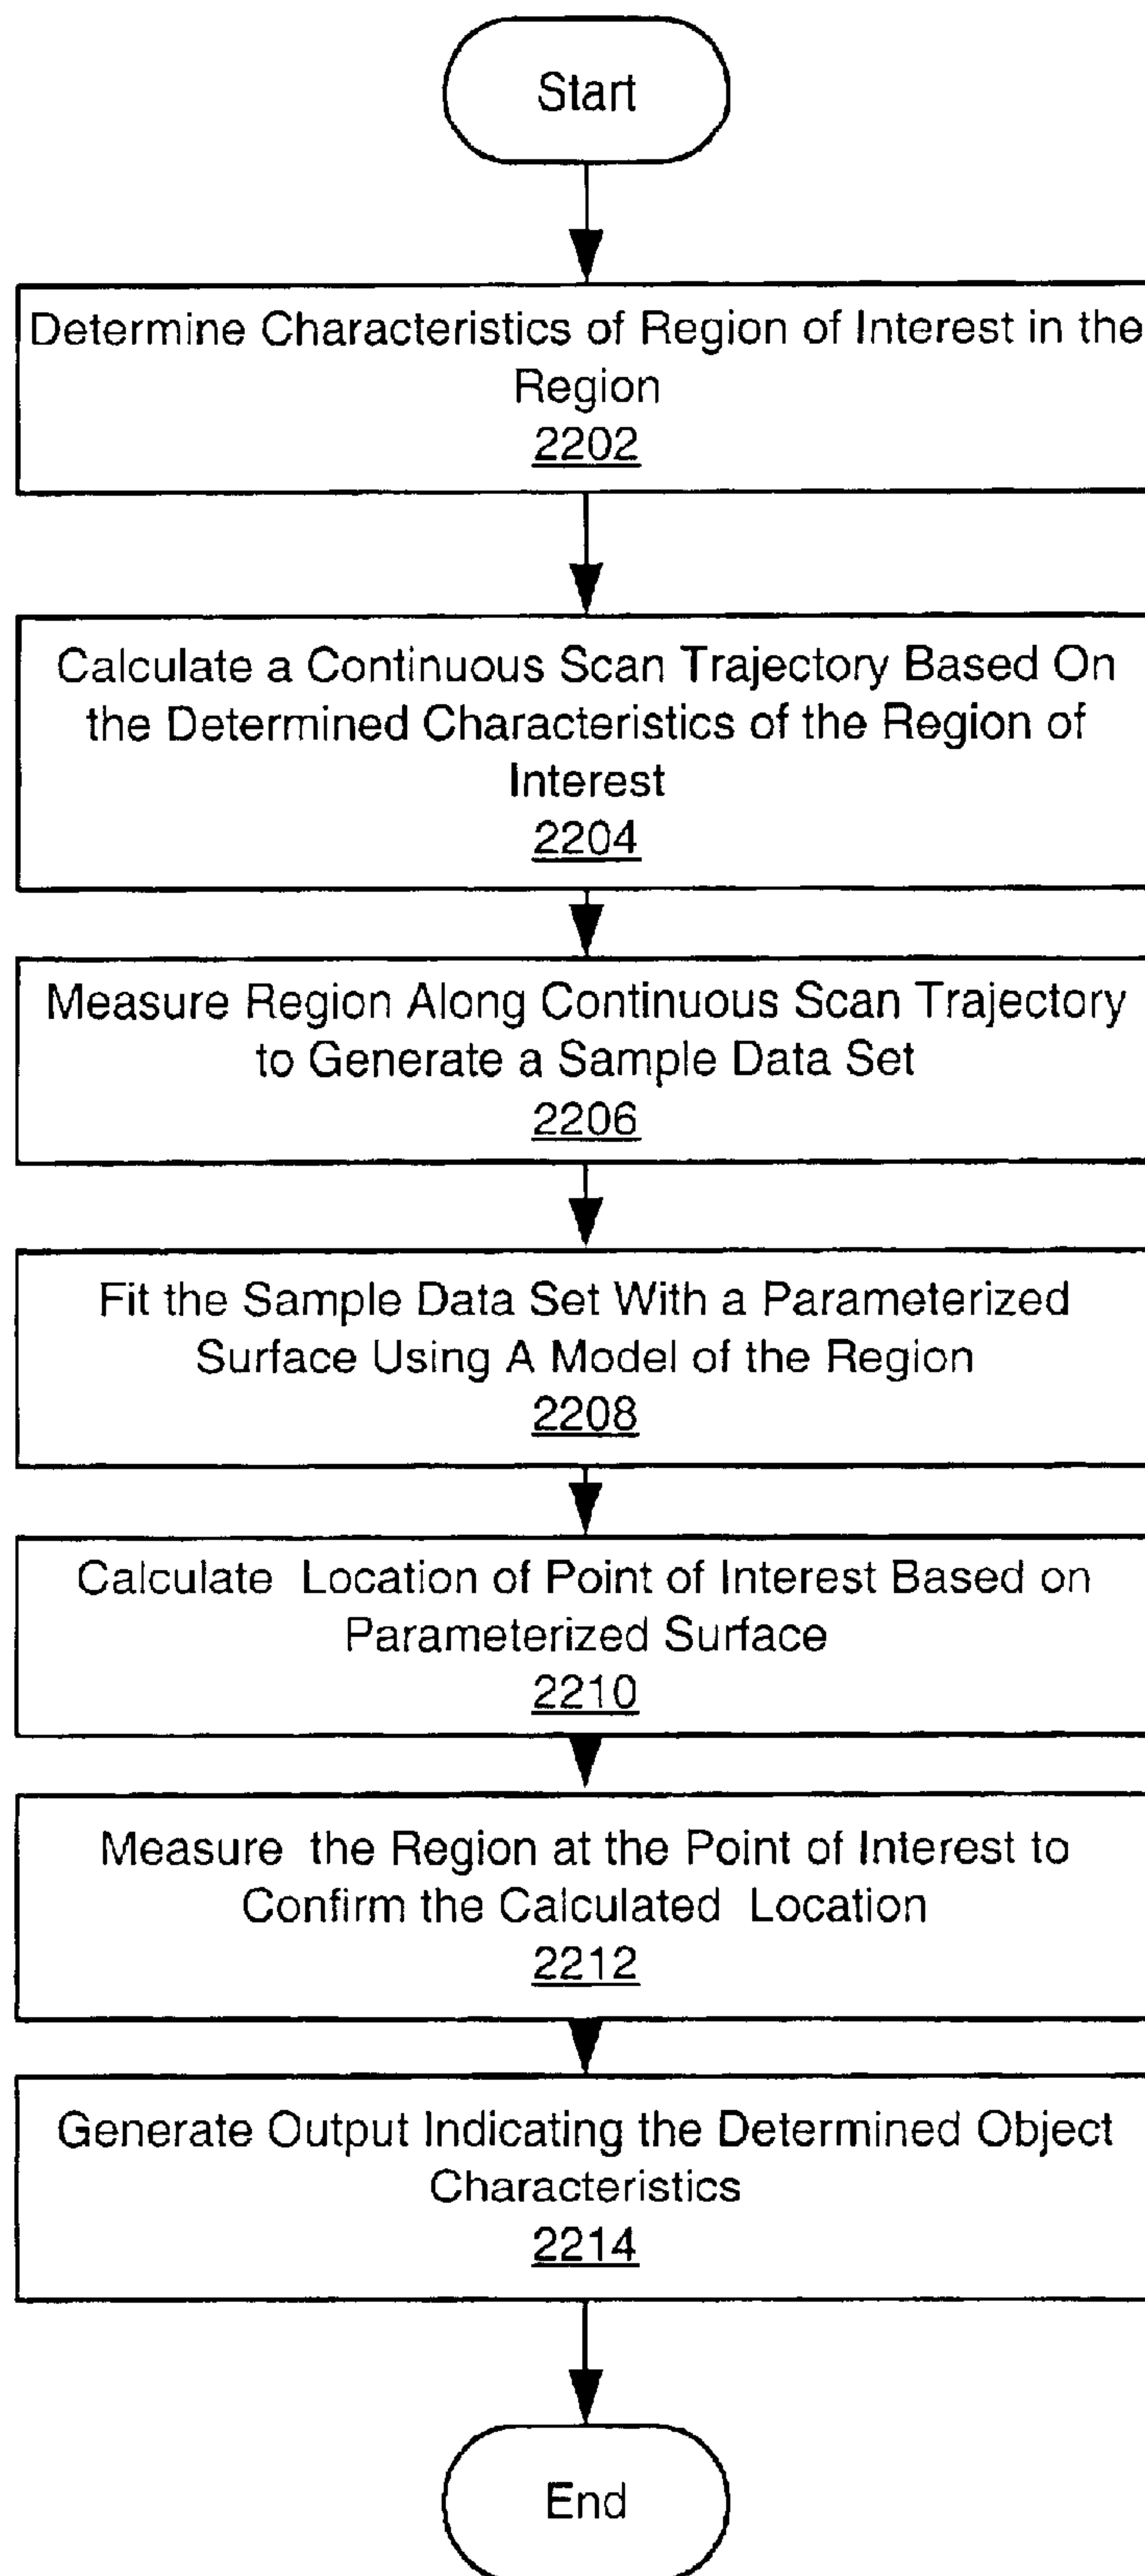 Start
Determine Characteristics of Region of Interest in the
Region
2202
Calculate a Continuous Scan Trajectory Based On
the Determined Characteristics of the Region of
Interest
2204
Measure Region Along Continuous Scan Trajectory
to Generate a Sample Data Set
2206
Fit the Sample Data Set With a Parameterized
Surface Using A Model of the Region
2208
Calculate Location of Point of Interest Based on
Parameterized Surface
2210
Measure the Region at the Point of Interest to
Confirm the Calculated Location
2212
Generate Output Indicating the Determined Object
Characteristics
2214
End